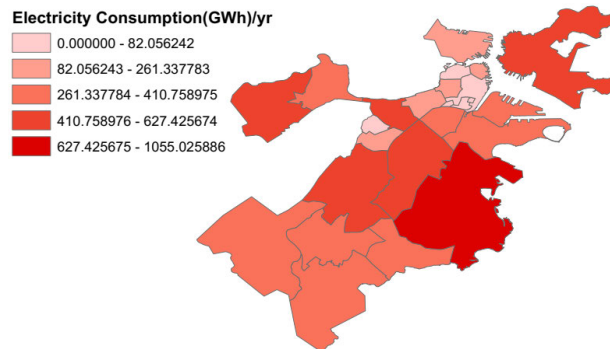 Electricity Consumption(GWh)/yr
0.000000 - 82.056242
82.056243 - 261.337783
261.337784 - 410.758975
410.758976 - 627.425674
627.425675 - 1055.025886